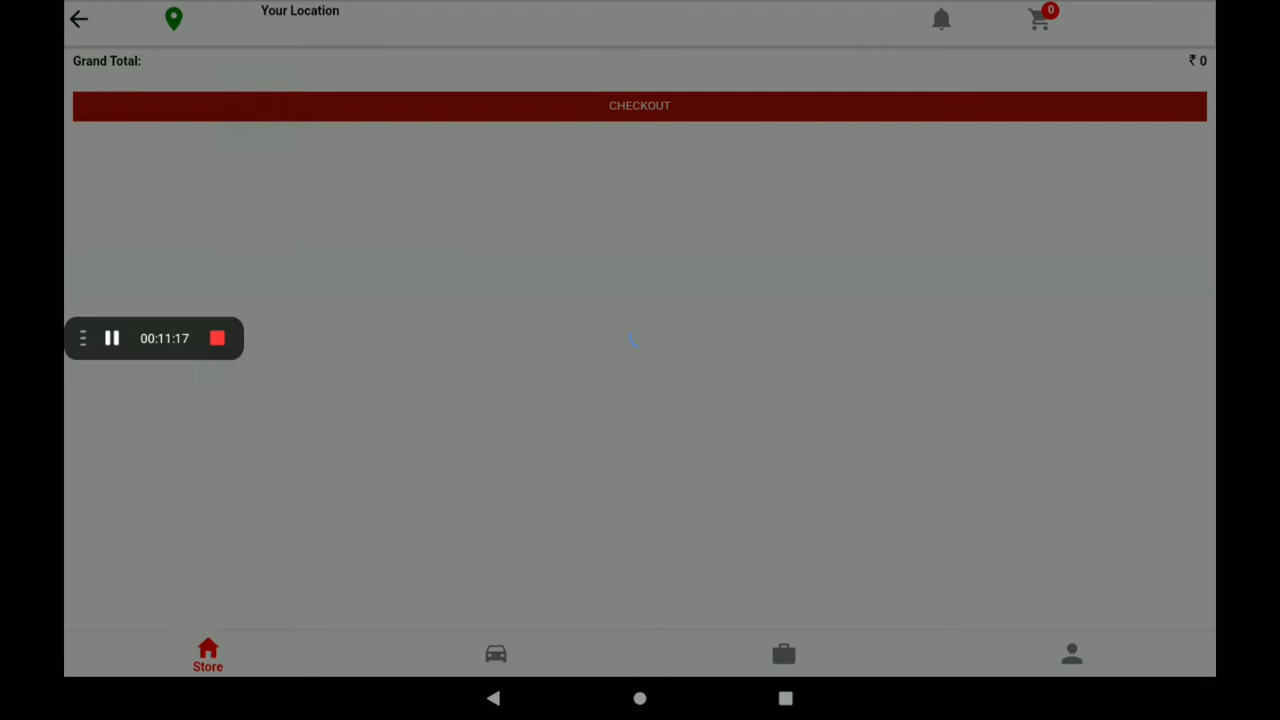 Your Location
0
Grand Total:
₹ 0
CHECKOUT
00:11:17
Store